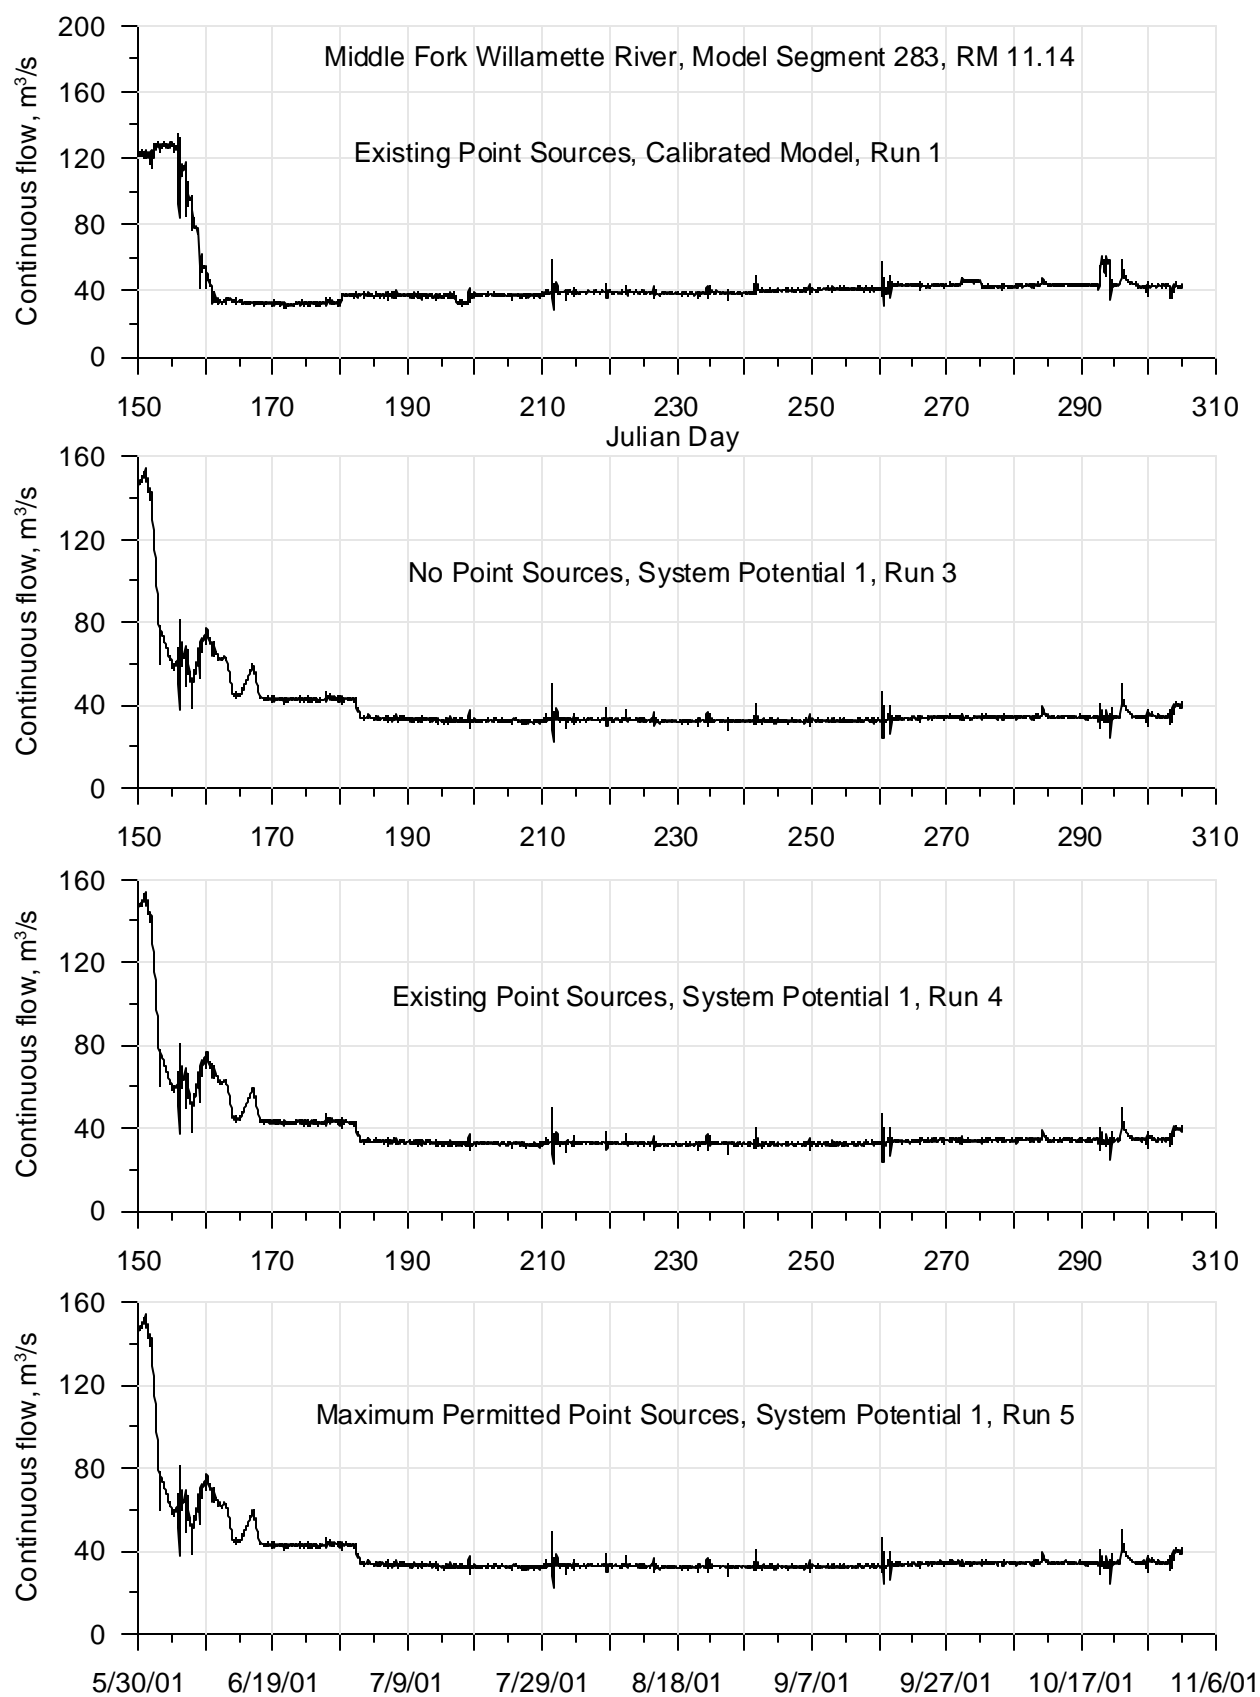 200
Middle Fork Willamette River, Model Segment 283, RM 11.14
160
Existing Point Sources, Calibrated Model, Run 1
120
80
40
0
Continuous flow, m³/s
150 170 190 210 230 250 270 290 310
Julian Day
160
120
No Point Sources, System Potential 1, Run 3
80
40
0
Continuous flow, m³/s
150 170 190 210 230 250 270 290 310
160
120
Existing Point Sources, System Potential 1, Run 4
80
40
0
Continuous flow, m³/s
150 170 190 210 230 250 270 290 310
160
120
Maximum Permitted Point Sources, System Potential 1, Run 5
80
40
0
Continuous flow, m³/s
5/30/01 6/19/01 7/9/01 7/29/01 8/18/01 9/7/01 9/27/01 10/17/01 11/6/01